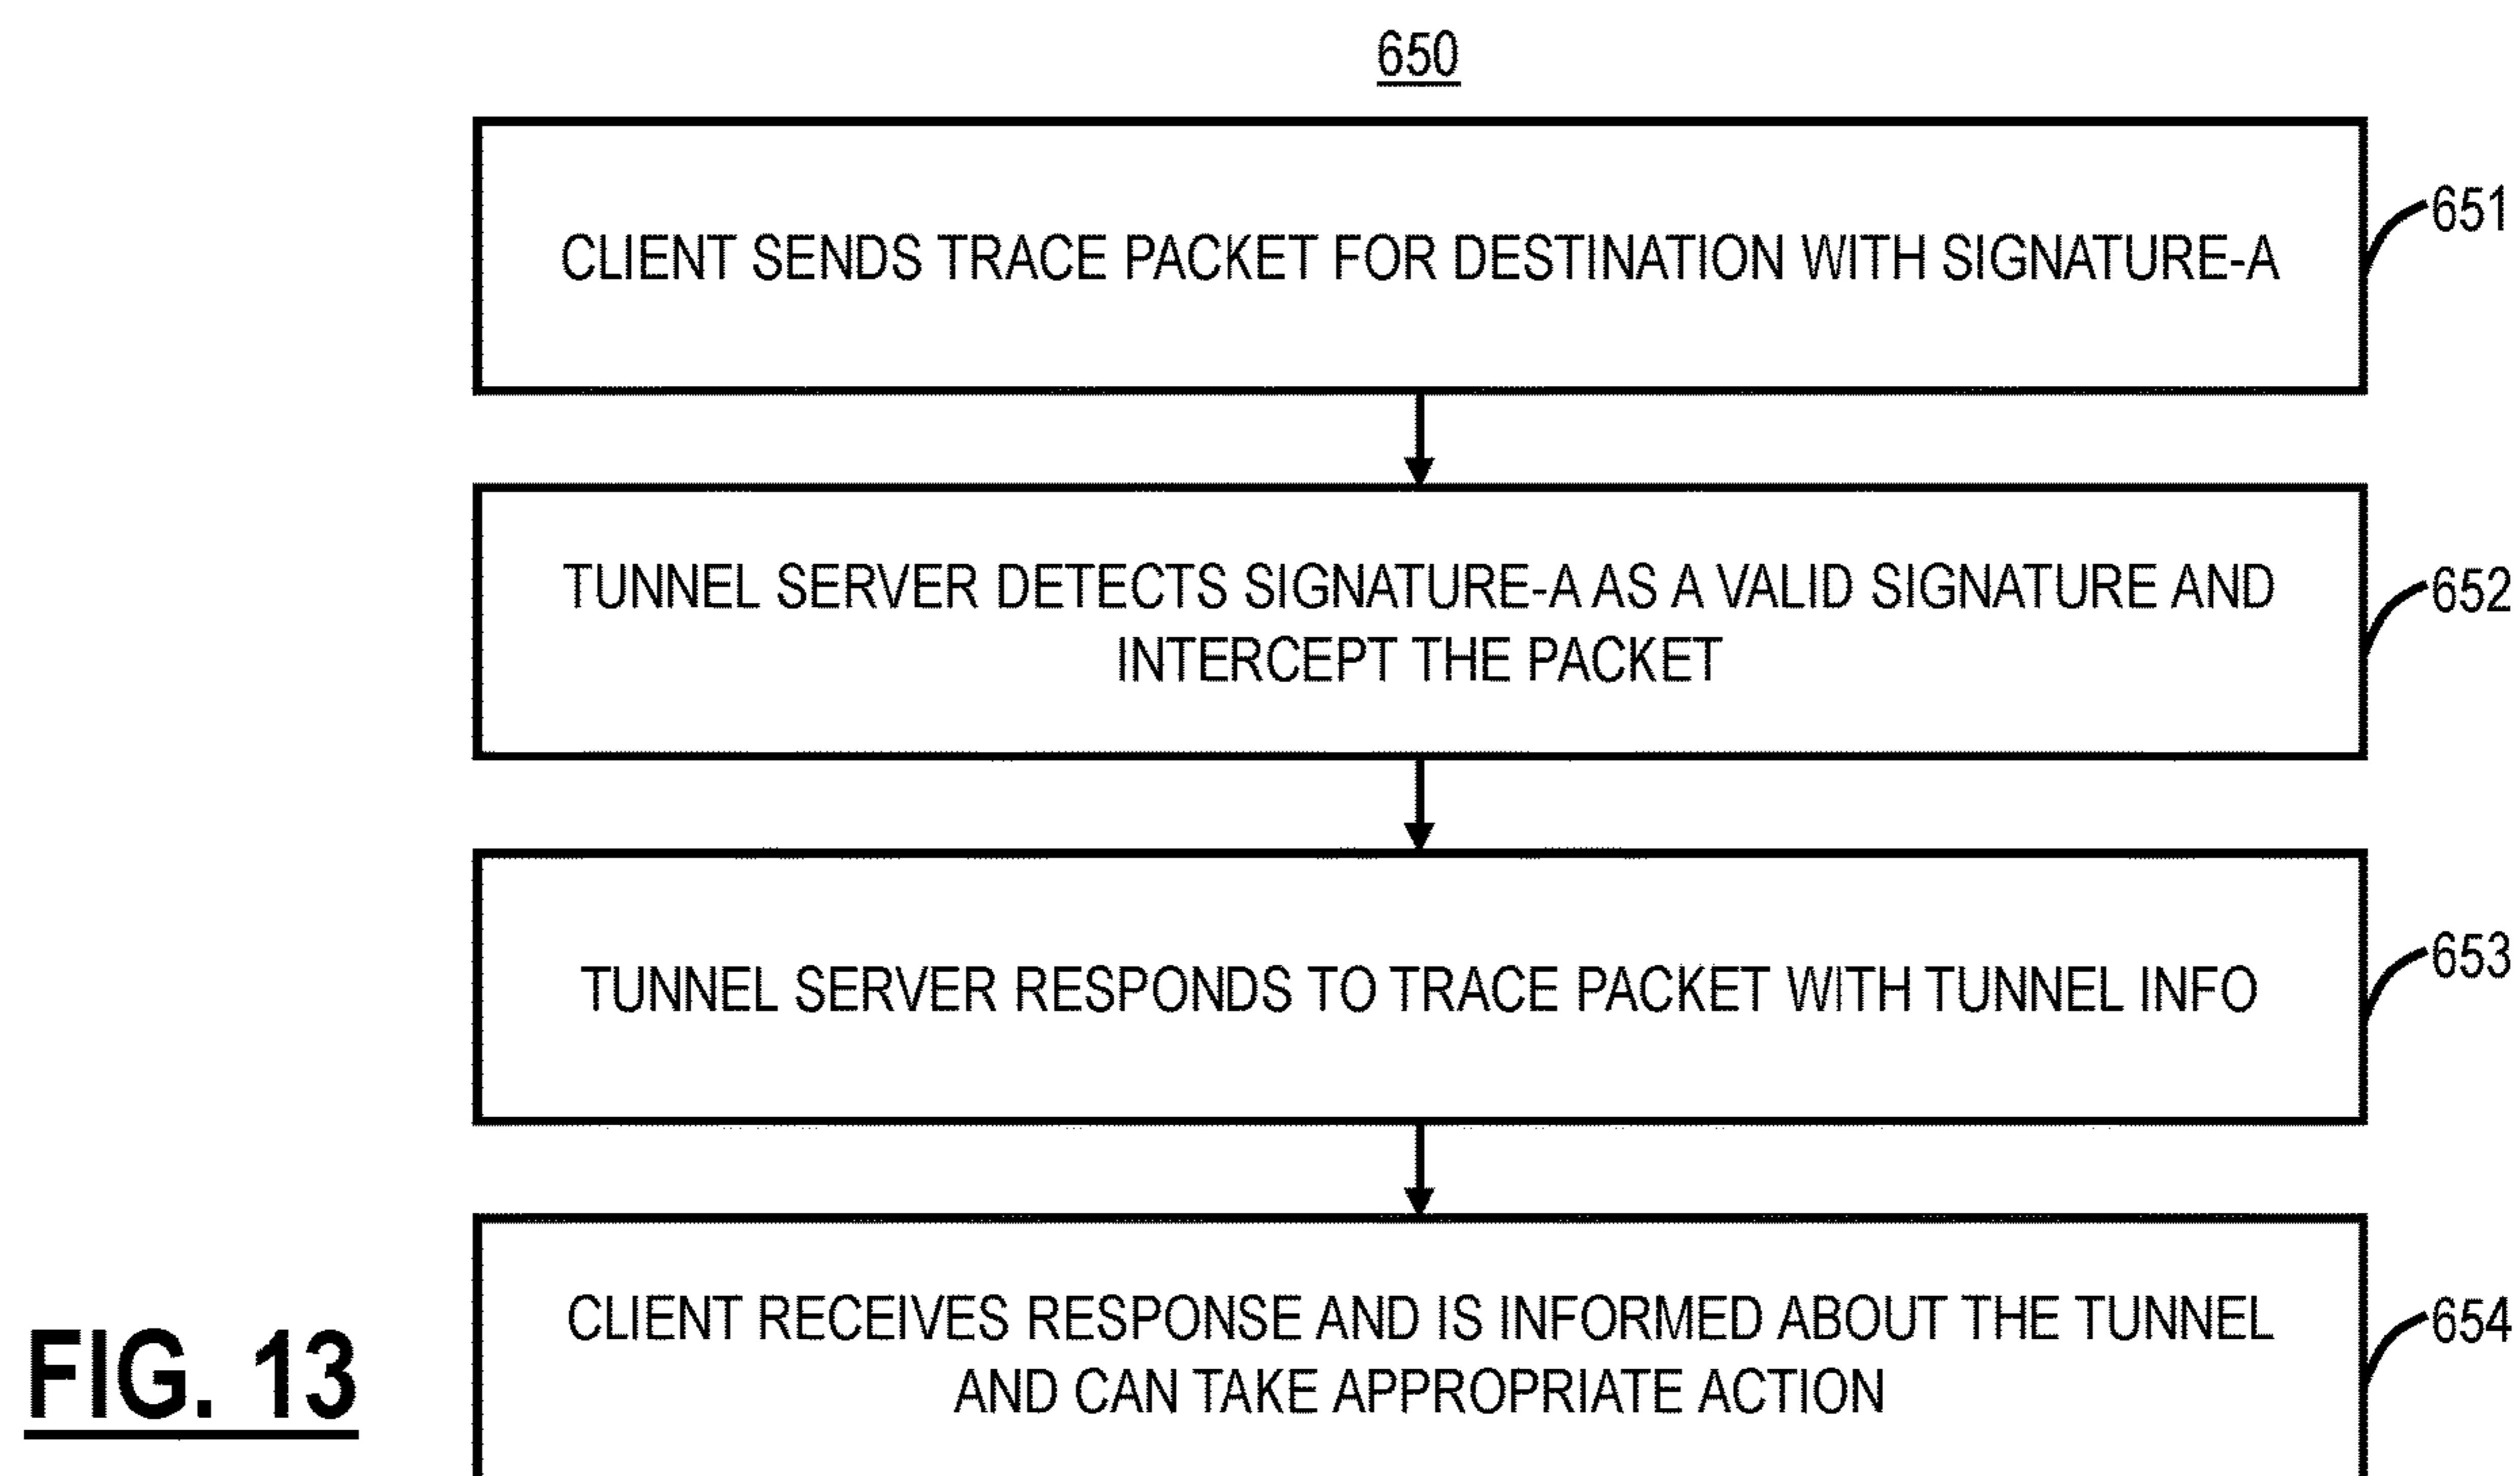 650
CLIENT SENDS TRACE PACKET FOR DESTINATION WITH SIGNATURE-A
651
TUNNEL SERVER DETECTS SIGNATURE-A AS A VALID SIGNATURE AND
INTERCEPT THE PACKET
652
TUNNEL SERVER RESPONDS TO TRACE PACKET WITH TUNNEL INFO
653
CLIENT RECEIVES RESPONSE AND IS INFORMED ABOUT THE TUNNEL
AND CAN TAKE APPROPRIATE ACTION
654
FIG. 13